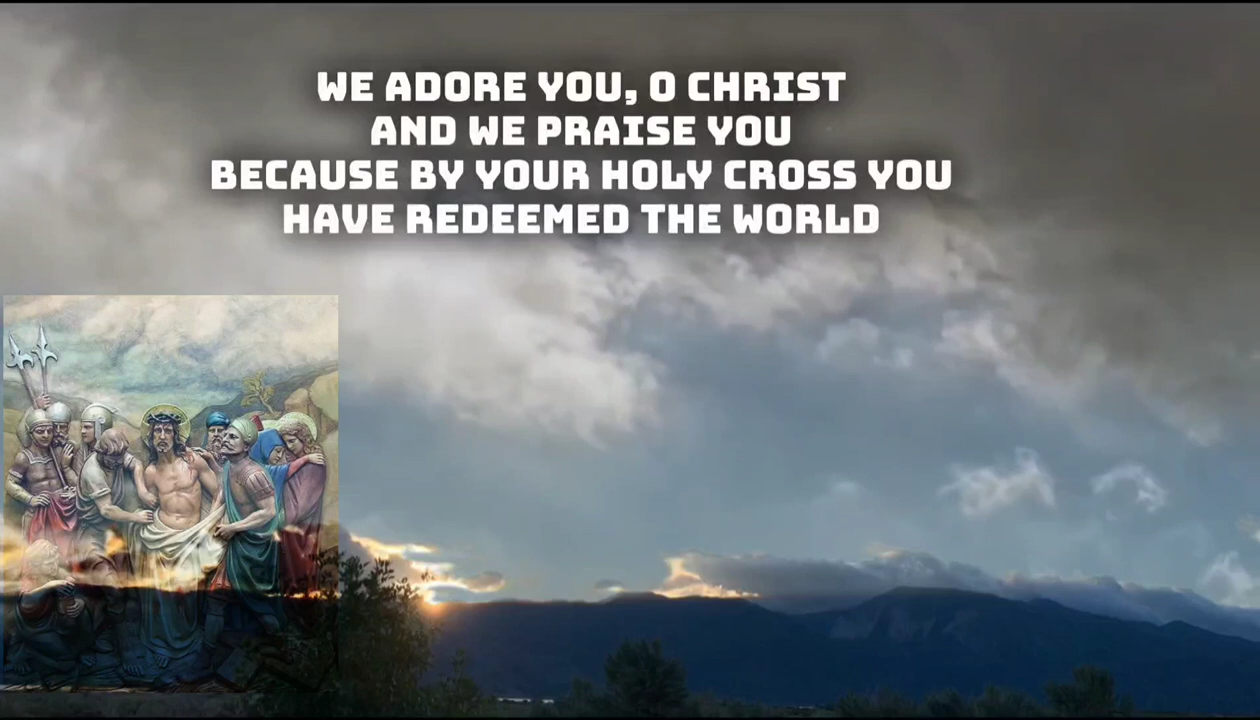 WE ADORE YOU, O CHRIST
AND WE PRAISE YOU
BECAUSE BY YOUR HOLY CROSS YOU
HAVE REDEEMED THE WORLD